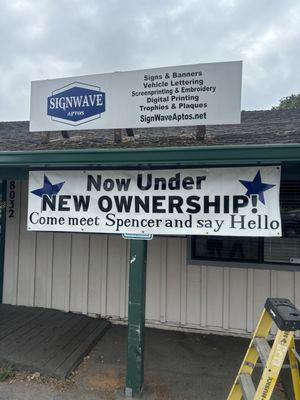 SIGNWAVE
APTOS
Signs & Banners
Vehicle Lettering
Screenprinting & Embroidery
Digital Printing
Trophies & Plaques
SignWaveAptos.net
Now Under
NEW OWNERSHIP!
Come meet Spencer and say Hello
8032